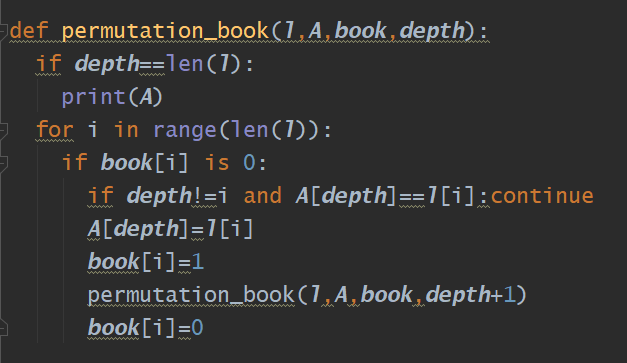 def permutation_book(l,A,book,depth):
  if depth==len(l):
    print(A)
  for i in range(len(l)):
    if book[i] is 0:
      if depth!=i and A[depth]==l[i]:continue
      A[depth]=l[i]
      book[i]=1
      permutation_book(l,A,book,depth+1)
      book[i]=0